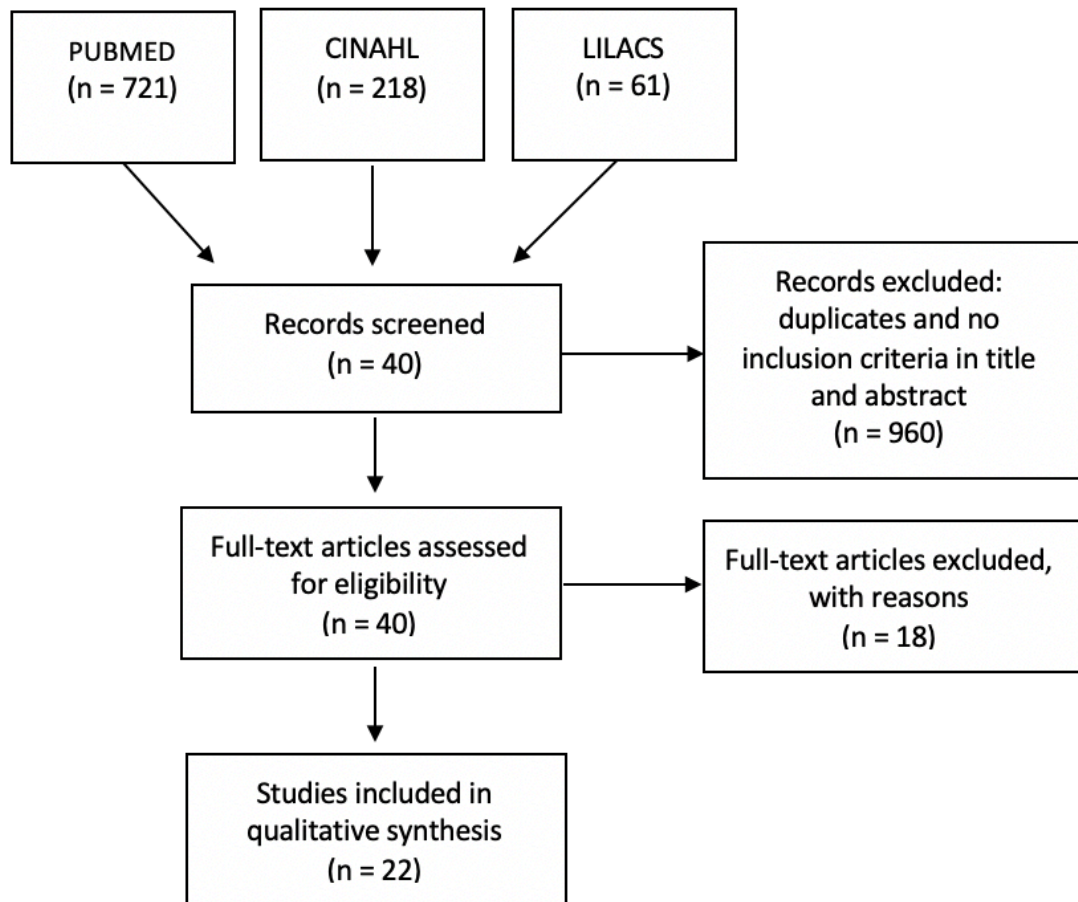 PUBMED
(n = 721)
CINAHL
(n = 218)
LILACS
(n = 61)
Records screened
(n = 40)
Records excluded:
duplicates and no
inclusion criteria in title
and abstract
(n = 960)
Full-text articles assessed
for eligibility
(n = 40)
Full-text articles excluded,
with reasons
(n = 18)
Studies included in
qualitative synthesis
(n = 22)